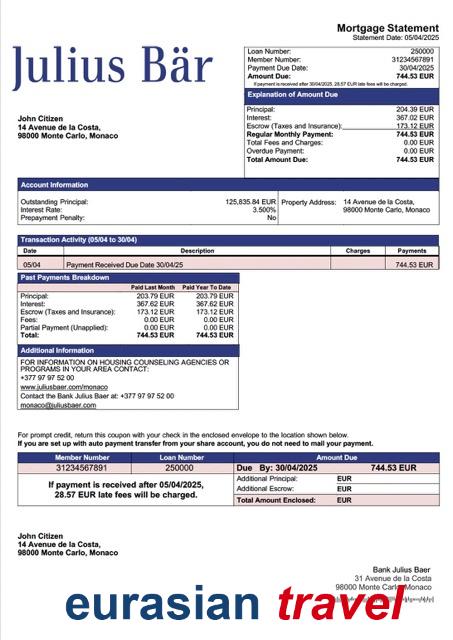 Mortgage Statement
Statement Date: 05/04/2025
Julius Bär
Loan Number: 250000
Member Number: 31234567891
Payment Due Date: 30/04/2025
Amount Due: 744.53 EUR
If payment is received after 30/04/2025, 28.57 EUR late fees will be charged.
Explanation of Amount Due
Principal: 204.39 EUR
Interest: 367.02 EUR
Escrow (Taxes and Insurance): 173.12 EUR
Regular Monthly Payment: 744.53 EUR
Total Fees and Charges: 0.00 EUR
Overdue Payment: 0.00 EUR
Total Amount Due: 744.53 EUR
John Citizen
14 Avenue de la Costa,
98000 Monte Carlo, Monaco
Account Information
Outstanding Principal: 125,835.84 EUR
Interest Rate: 3.500%
Prepayment Penalty: No
Property Address: 14 Avenue de la Costa,
98000 Monte Carlo, Monaco
Transaction Activity (05/04 to 30/04)
Date Description Charges Payments
05/04 Payment Received Due Date 30/04/25 744.53 EUR
Past Payments Breakdown
Paid Last Month Paid Year To Date
Principal: 203.79 EUR 203.79 EUR
Interest: 367.62 EUR 367.62 EUR
Escrow (Taxes and Insurance): 173.12 EUR 173.12 EUR
Fees: 0.00 EUR 0.00 EUR
Partial Payment (Unapplied): 0.00 EUR 0.00 EUR
Total: 744.53 EUR 744.53 EUR
Additional Information
FOR INFORMATION ON HOUSING COUNSELING AGENCIES OR
PROGRAMS IN YOUR AREA CONTACT:
+377 97 97 52 00
www.juliusbaer.com/monaco
Contact the Bank Julius Baer at: +377 97 97 52 00
monaco@juliusbaer.com
For prompt credit, return this coupon with your check in the enclosed envelope to the location shown below.
If you are set up with auto payment transfer from your share account, you do not need to mail your payment.
Member Number Loan Number Amount Due
31234567891 250000 Due By: 30/04/2025 744.53 EUR
If payment is received after 05/04/2025,
28.57 EUR late fees will be charged.
Additional Principal: EUR
Additional Escrow: EUR
Total Amount Enclosed: EUR
John Citizen
14 Avenue de la Costa,
98000 Monte Carlo, Monaco
Bank Julius Baer
31 Avenue de la Costa
98000 Monte Carlo, Monaco
eurasian travel